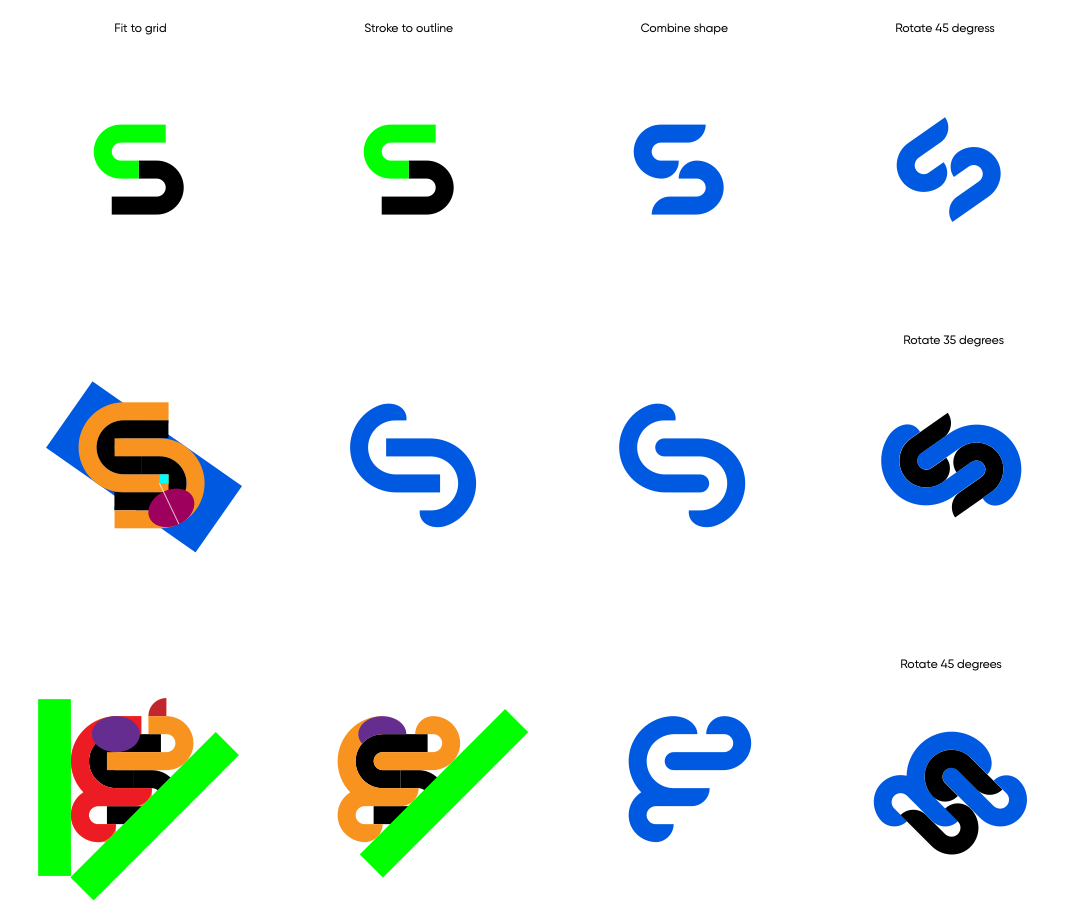 Fit to grid
Stroke to outline
Combine shape
Rotate 45 degress
Rotate 35 degrees
Rotate 45 degrees